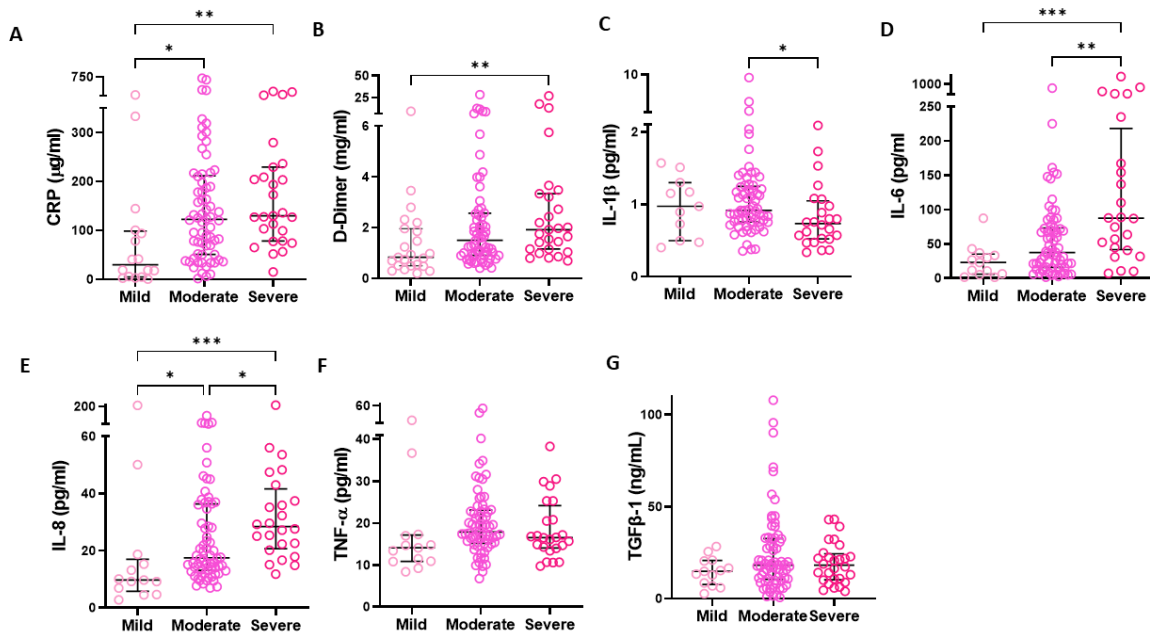 A
CRP (μg/ml)
750
300
200
100
0
*
**
Mild
Moderate
Severe
B
D-Dimer (mg/ml)
50
25
6
4
2
0
**
Mild
Moderate
Severe
C
IL-1β (pg/ml)
10
2
1
0
*
Mild
Moderate
Severe
D
IL-6 (pg/ml
1000
250
200
150
100
50
0
***
**
Mild
Moderate
Severe
E
IL-8 (pg/ml)
200
60
40
20
0
***
*
*
Mild
Moderate
Severe
F
TNF-α (pg/ml)
60
40
30
20
10
0
Mild
Moderate
Severe
G
TGFβ-1 (ng/mL)
100
50
0
Mild
Moderate
Severe